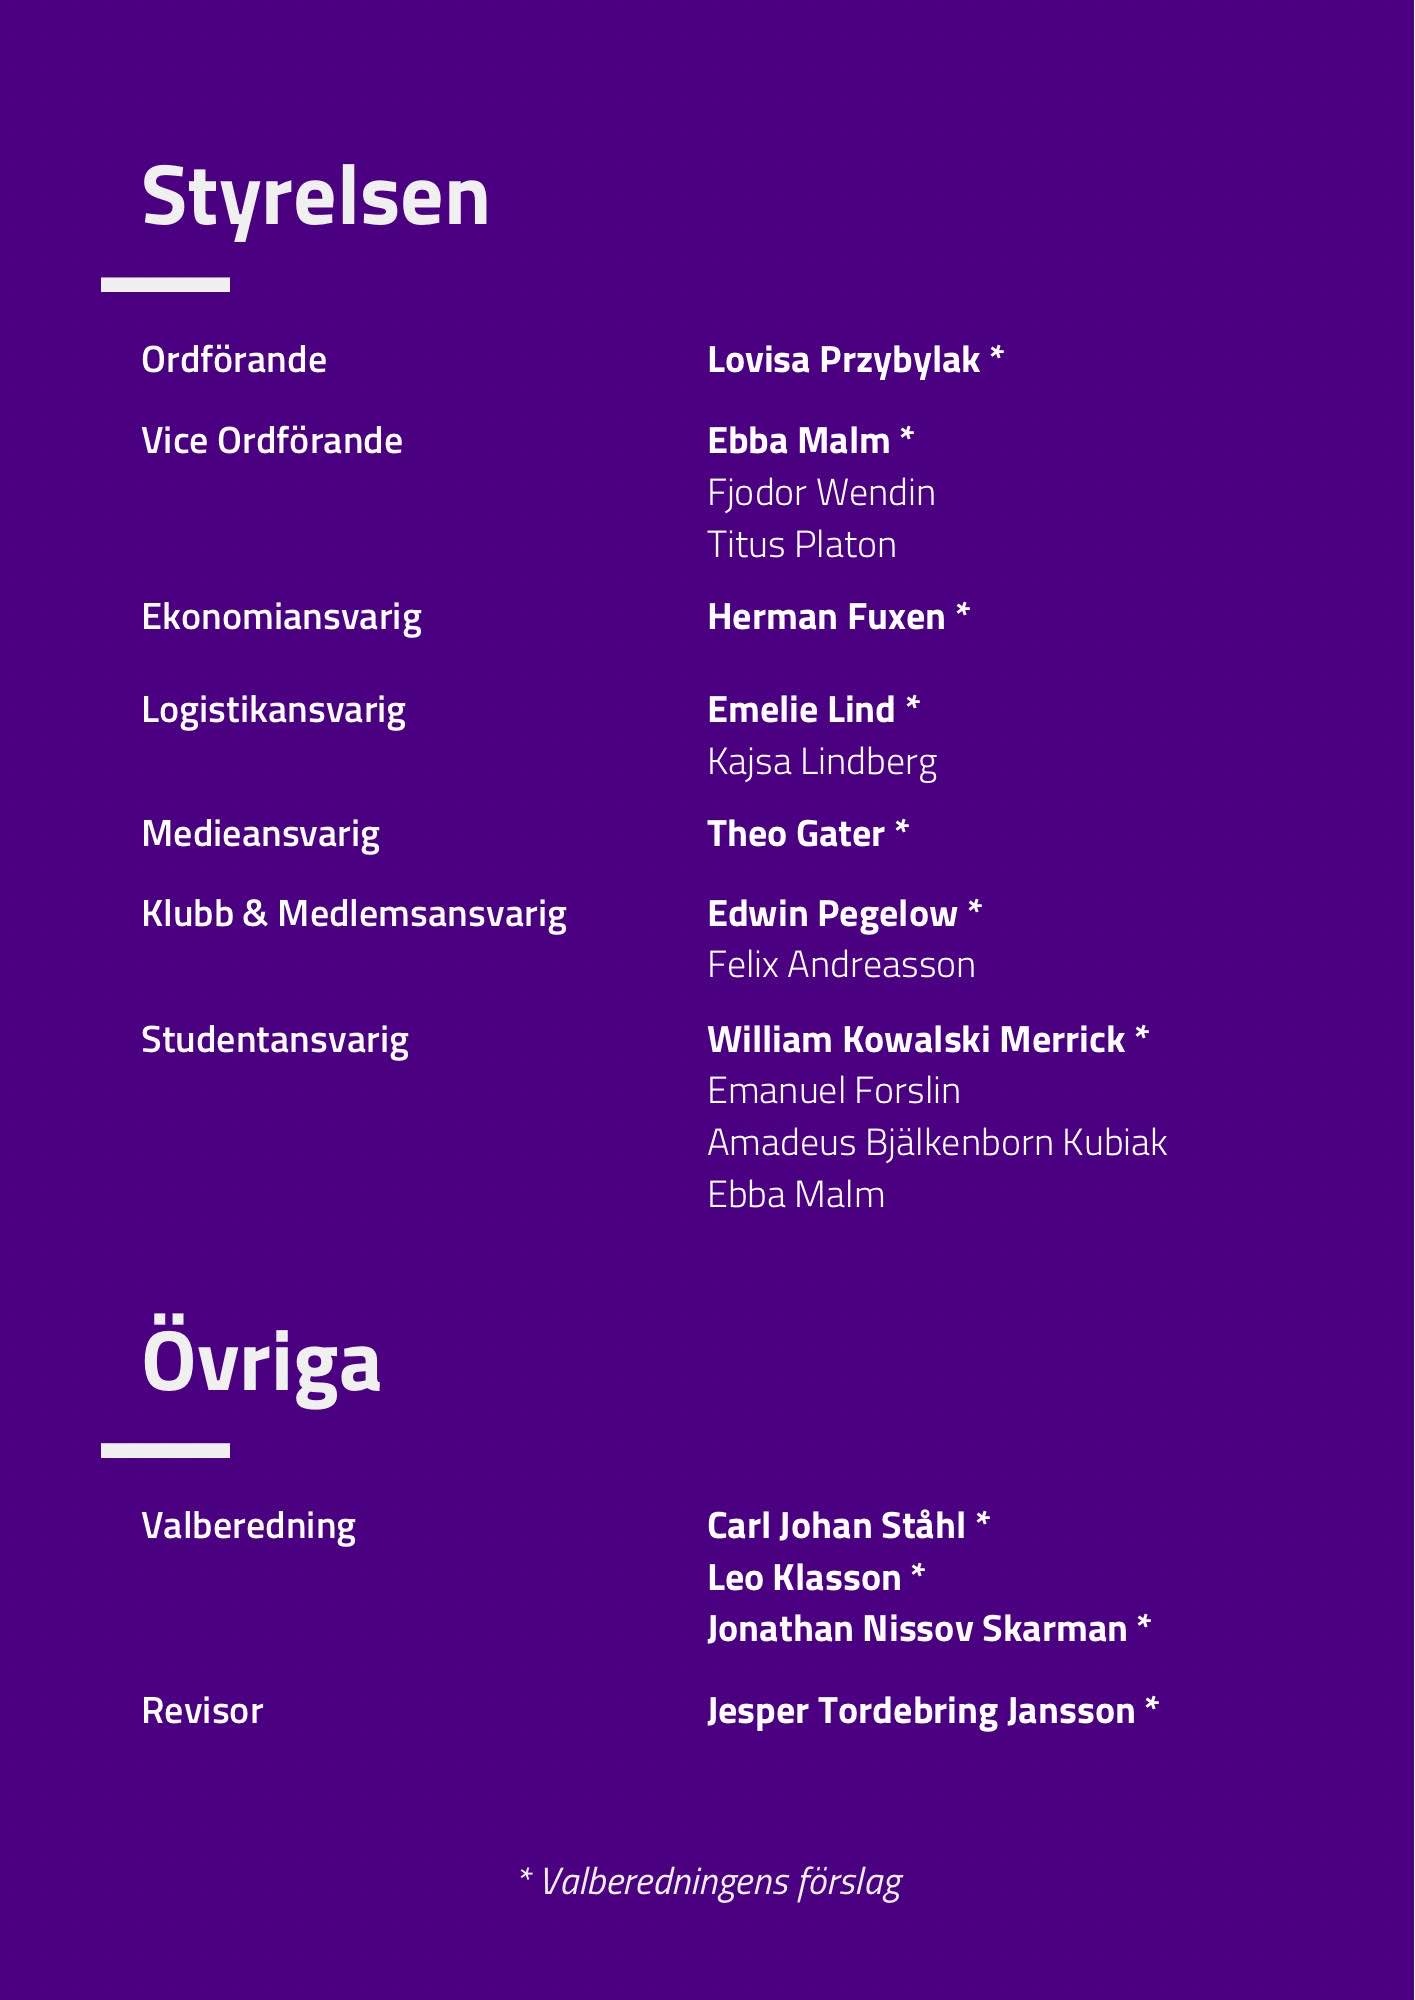 Styrelsen
Ordförande Lovisa Przybylak *
Vice Ordförande Ebba Malm *
Fjodor Wendin
Titus Platon
Ekonomiansvarig Herman Fuxen *
Logistikansvarig Emelie Lind *
Kajsa Lindberg
Medieansvarig Theo Gater *
Klubb & Medlemsansvarig Edwin Pegelow *
Felix Andreasson
Studentansvarig William Kowalski Merrick *
Emanuel Forslin
Amadeus Bjälkenborn Kubiak
Ebba Malm
Övriga
Valberedning Carl Johan Ståhl *
Leo Klasson *
Jonathan Nissov Skarman *
Revisor Jesper Tordebring Jansson *
* Valberedningens förslag